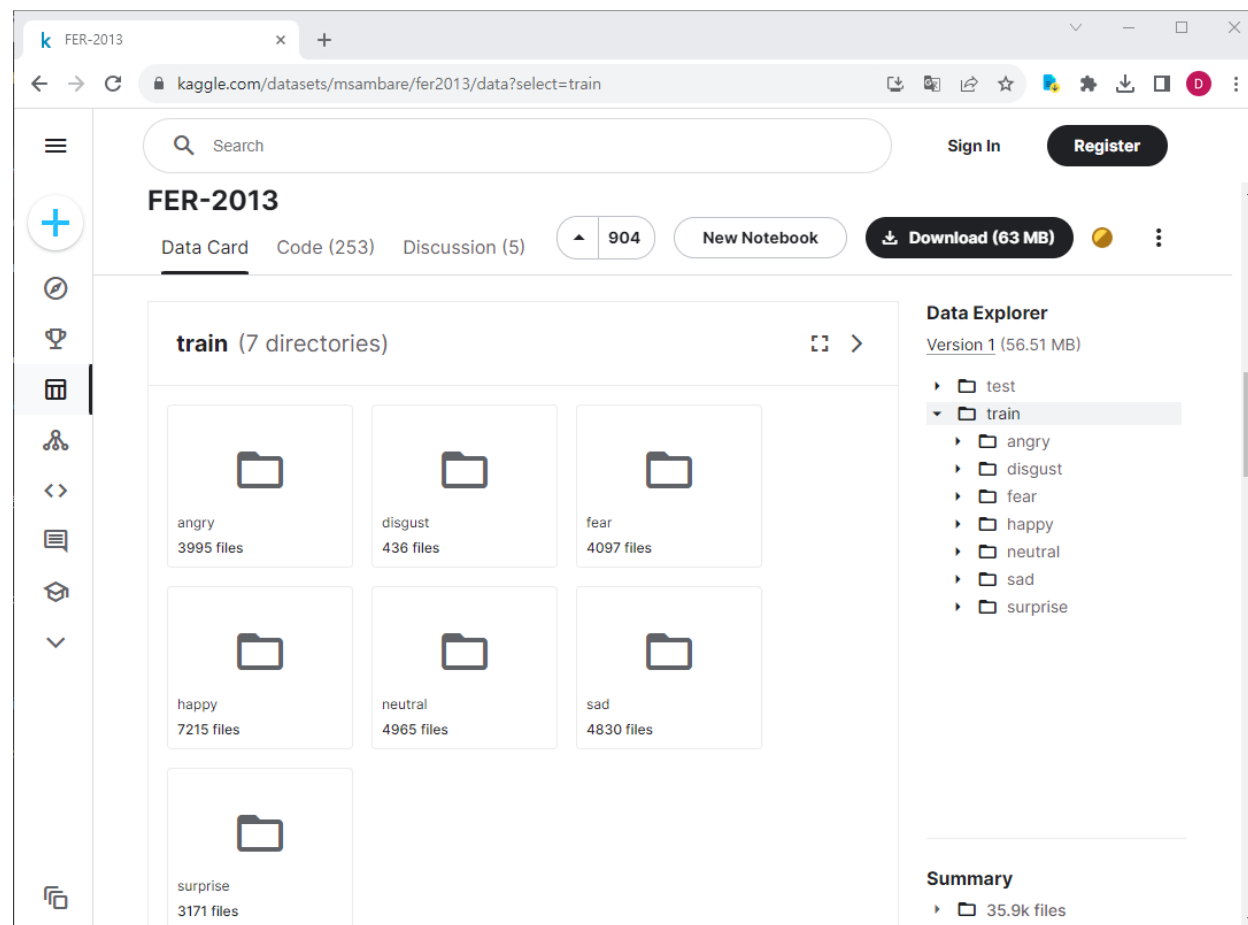 FER-2013
kaggle.com/datasets/msambare/fer2013/data?select=train
D
Search
Sign In
Register
FER-2013
Data Card
Code (253)
Discussion (5)
904
New Notebook
Download (63 MB)
train (7 directories)
angry
3995 files
disgust
436 files
fear
4097 files
happy
7215 files
neutral
4965 files
sad
4830 files
surprise
3171 files
Data Explorer
Version 1 (56.51 MB)
test
train
angry
disgust
fear
happy
neutral
sad
surprise
Summary
35.9k files